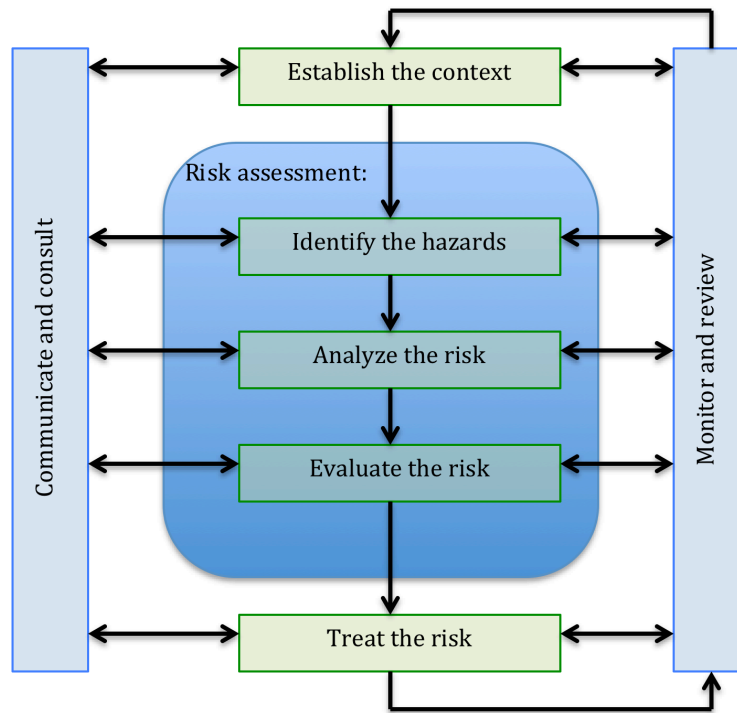 Establish the context
Risk assessment:
Identify the hazards
Analyze the risk
Evaluate the risk
Treat the risk
Communicate and consult
Monitor and review